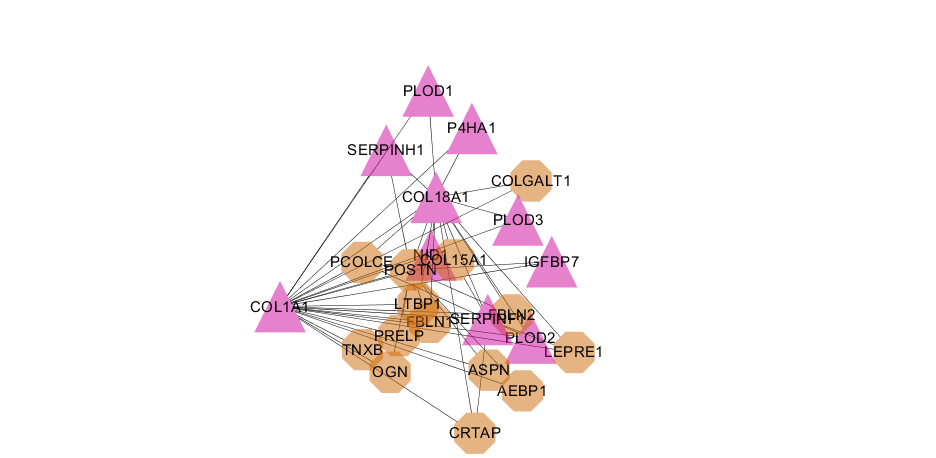 PLOD1
P4HA1
SERPINH1
COLGALT1
COL18A1
PLOD3
NID1
COL15A1
PCOLCE
POSTN
IGFBP7
LTBP1
COL1A1
FBLN2
SERPINF1
FBLN1
PRELP
PLOD2
TNXB
LEPRE1
OGN
ASPN
AEBP1
CRTAP